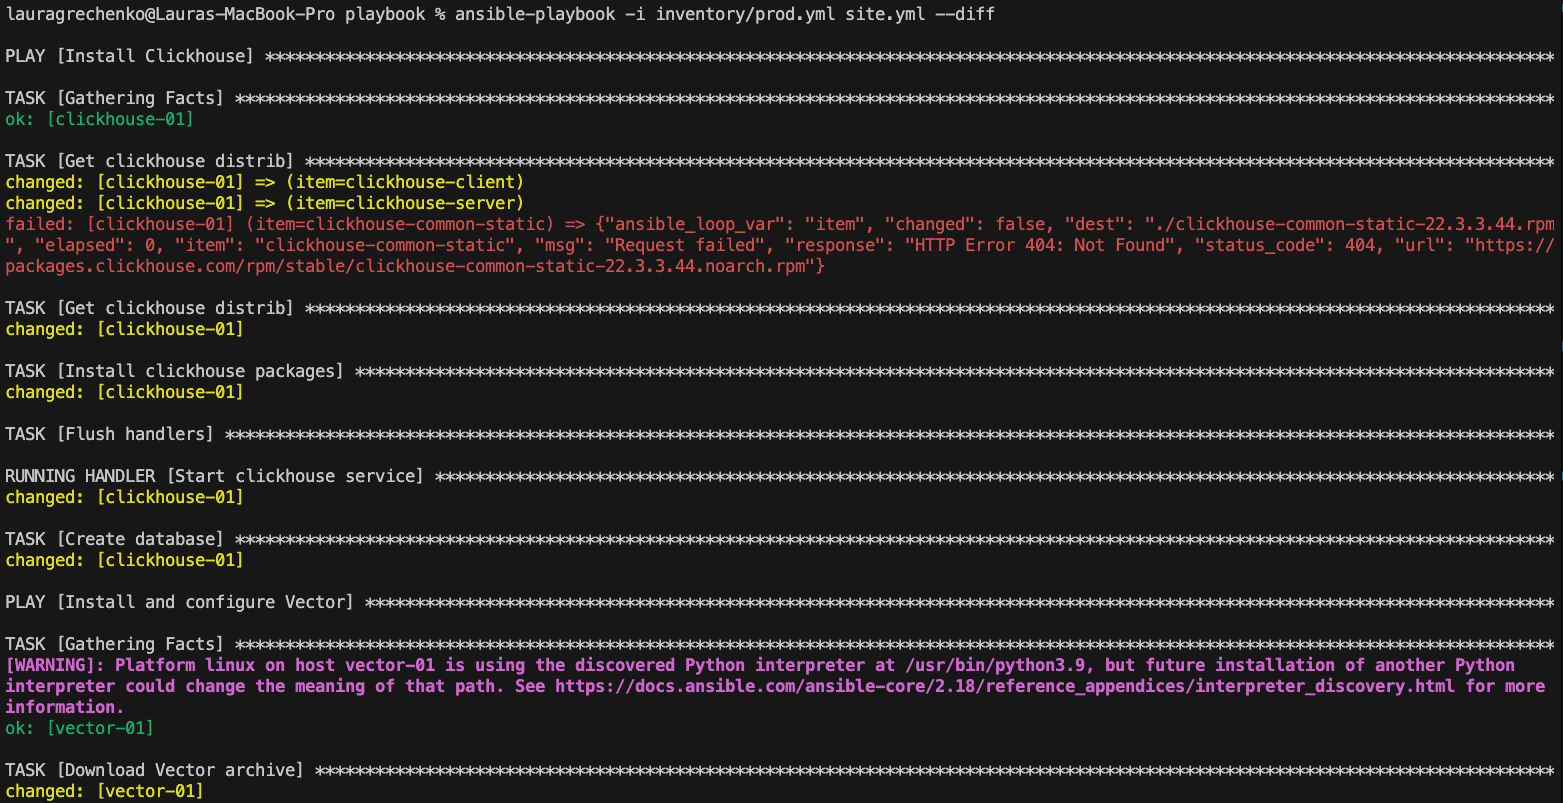 lauragrechenko@Lauras-MacBook-Pro playbook % ansible-playbook -i inventory/prod.yml site.yml --diff
PLAY [Install Clickhouse] *********************************************************************************************************************************
TASK [Gathering Facts] ************************************************************************************************************************************
ok: [clickhouse-01]
TASK [Get clickhouse distrib] *****************************************************************************************************************************
changed: [clickhouse-01] => (item=clickhouse-client)
changed: [clickhouse-01] => (item=clickhouse-server)
failed: [clickhouse-01] (item=clickhouse-common-static) => {"ansible_loop_var": "item", "changed": false, "dest": "./clickhouse-common-static-22.3.3.44.rpm
", "elapsed": 0, "item": "clickhouse-common-static", "msg": "Request failed", "response": "HTTP Error 404: Not Found", "status_code": 404, "url": "https://
packages.clickhouse.com/rpm/stable/clickhouse-common-static-22.3.3.44.noarch.rpm"}
TASK [Get clickhouse distrib] *****************************************************************************************************************************
changed: [clickhouse-01]
TASK [Install clickhouse packages] ************************************************************************************************************************
changed: [clickhouse-01]
TASK [Flush handlers] *************************************************************************************************************************************
RUNNING HANDLER [Start clickhouse service] ****************************************************************************************************************
changed: [clickhouse-01]
TASK [Create database] ************************************************************************************************************************************
changed: [clickhouse-01]
PLAY [Install and configure Vector] ***********************************************************************************************************************
TASK [Gathering Facts] ************************************************************************************************************************************
[WARNING]: Platform linux on host vector-01 is using the discovered Python interpreter at /usr/bin/python3.9, but future installation of another Python
interpreter could change the meaning of that path. See https://docs.ansible.com/ansible-core/2.18/reference_appendices/interpreter_discovery.html for more
information.
ok: [vector-01]
TASK [Download Vector archive] ****************************************************************************************************************************
changed: [vector-01]